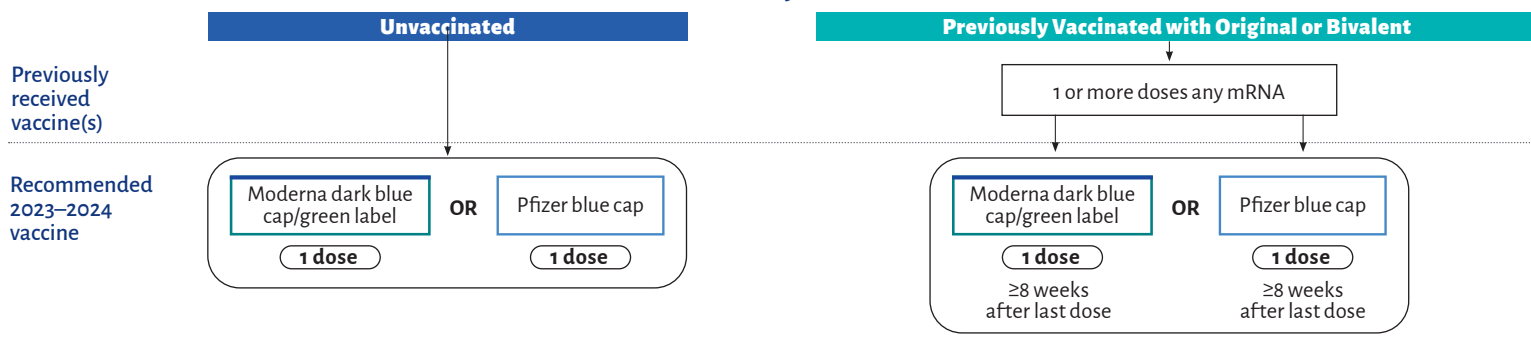 Unvaccinated
Previously Vaccinated with Original or Bivalent
Previously
received
vaccine(s)
1 or more doses any mRNA
Recommended
2023–2024
vaccine
Moderna dark blue
cap/green label
OR
Pfizer blue cap
1 dose
1 dose
Moderna dark blue
cap/green label
OR
Pfizer blue cap
1 dose
≥8 weeks
after last dose
1 dose
≥8 weeks
after last dose